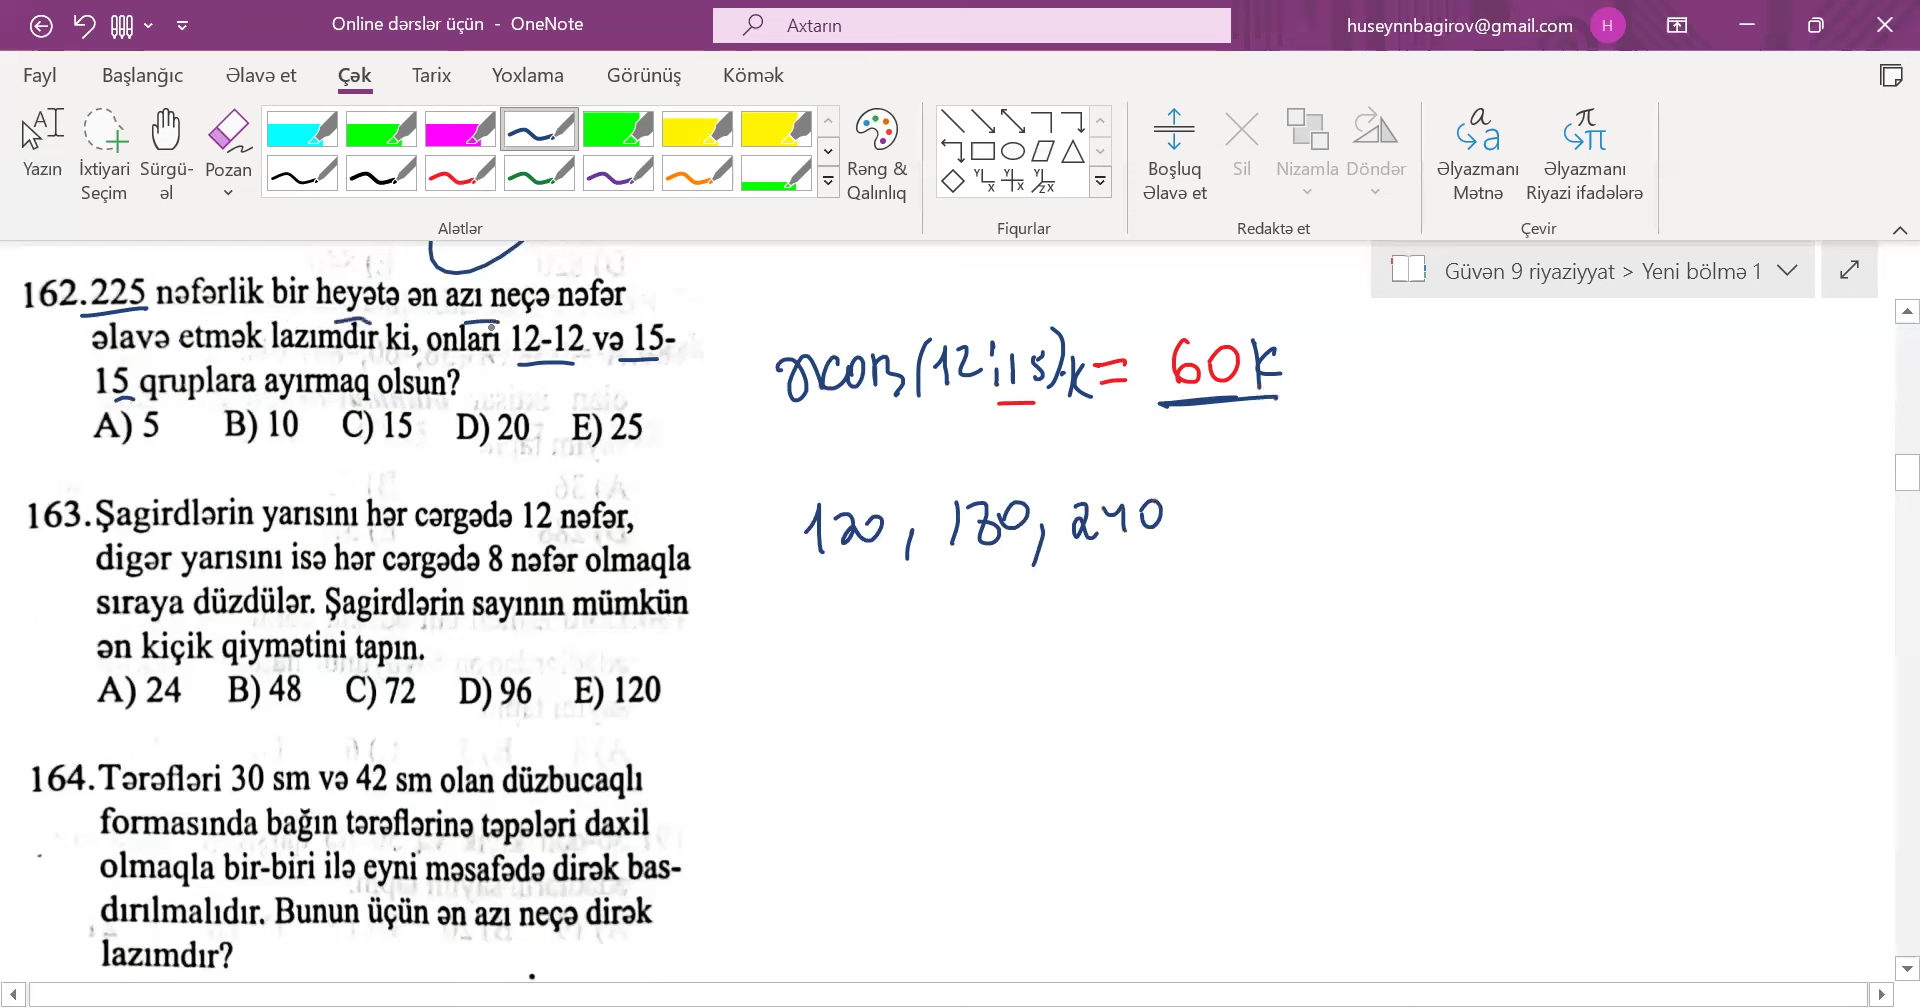 Online dərslər üçün - OneNote
Axtarın
huseynnbagirov@gmail.com
H
Fayl Başlanğıc Əlavə et Çək Tarix Yoxlama Görünüş Kömək
Yazın
İxtiyari Seçim
Sürgü-əl
Pozan
Rəng & Qalınlıq
Boşluq Əlavə et
Sil
Nizamla
Döndər
Əlyazmanı Mətnə
Əlyazmanı Riyazi ifadələrə
Alətlər
Fiqurlar
Redaktə et
Çevir
Güvən 9 riyaziyyat > Yeni bölmə 1
162. 225 nəfərlik bir heyətə ən azı neçə nəfər
əlavə etmək lazımdır ki, onları 12-12 və 15-
15 qruplara ayırmaq olsun?
A) 5 B) 10 C) 15 D) 20 E) 25
əkob(12;15)·k = 60k
120, 180, 240
163. Şagirdlərin yarısını hər cərgədə 12 nəfər,
digər yarısını isə hər cərgədə 8 nəfər olmaqla
sıraya düzdülər. Şagirdlərin sayının mümkün
ən kiçik qiymətini tapın.
A) 24 B) 48 C) 72 D) 96 E) 120
164. Tərəfləri 30 sm və 42 sm olan düzbucaqlı
formasında bağın tərəflərinə təpələri daxil
olmaqla bir-biri ilə eyni məsafədə dirək bas-
dırılmalıdır. Bunun üçün ən azı neçə dirək
lazımdır?